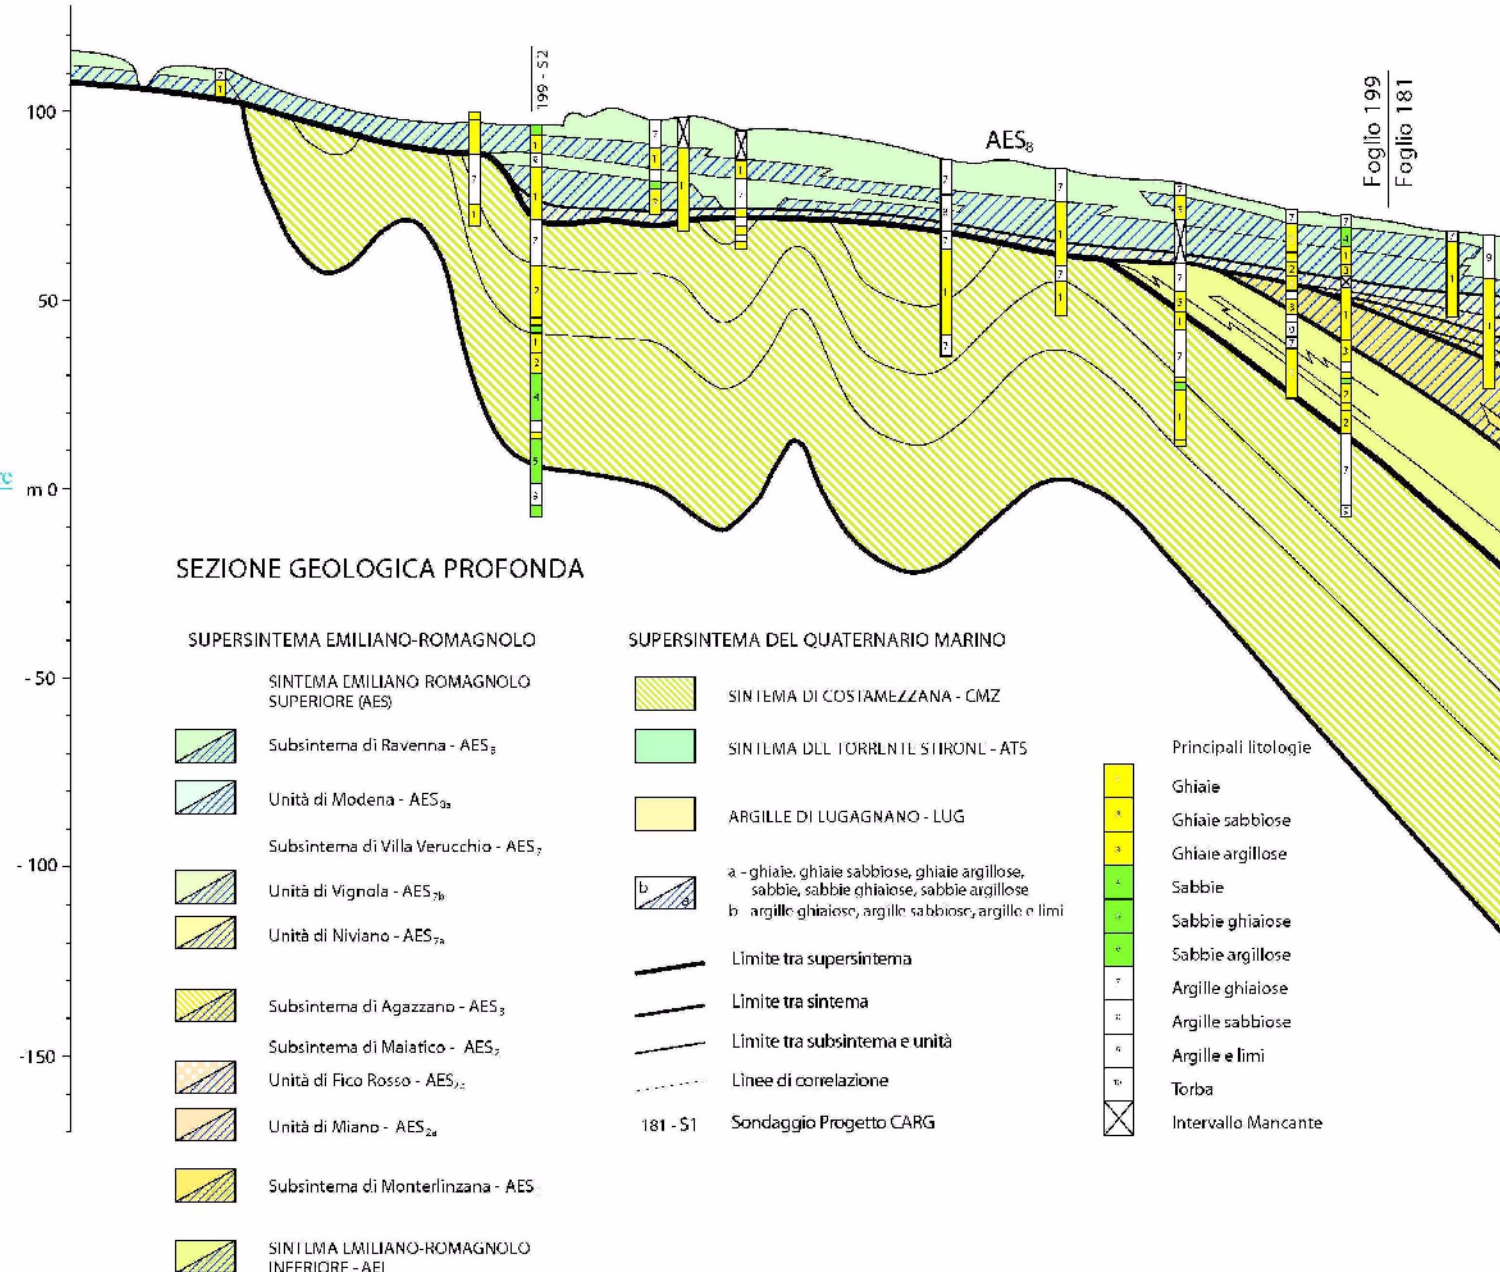 199 - S2
100
AES8
Foglio 199
Foglio 181
50
m 0
- 50
- 100
-150
SEZIONE GEOLOGICA PROFONDA
SUPERSINTEMA EMILIANO-ROMAGNOLO
SINTEMA EMILIANO ROMAGNOLO
SUPERIORE (AES)
Subsintema di Ravenna - AES8
Unità di Modena - AES8a
Subsintema di Villa Verucchio - AES7
Unità di Vignola - AES7b
Unità di Niviano - AES7a
Subsintema di Agazzano - AES3
Subsintema di Maiatico - AES2
Unità di Fico Rosso - AES2c
Unità di Miano - AES2a
Subsintema di Monterlinzana - AES
SINTEMA EMILIANO-ROMAGNOLO
INFERIORE - AEI
SUPERSINTEMA DEL QUATERNARIO MARINO
SINTEMA DI COSTAMEZZANA - CMZ
SINTEMA DEL TORRENTE STIRONE - ATS
ARGILLE DI LUGAGNANO - LUG
b
a
a - ghiaie, ghiaie sabbiose, ghiaie argillose,
sabbie, sabbie ghiaiose, sabbie argillose
b argille ghiaiose, argille sabbiose, argille e limi
Limite tra supersintema
Limite tra sintema
Limite tra subsintema e unità
Linee di correlazione
181 - S1 Sondaggio Progetto CARG
Principali litologie
Ghiaie
Ghiaie sabbiose
Ghiaie argillose
Sabbie
Sabbie ghiaiose
Sabbie argillose
Argille ghiaiose
Argille sabbiose
Argille e limi
Torba
Intervallo Mancante